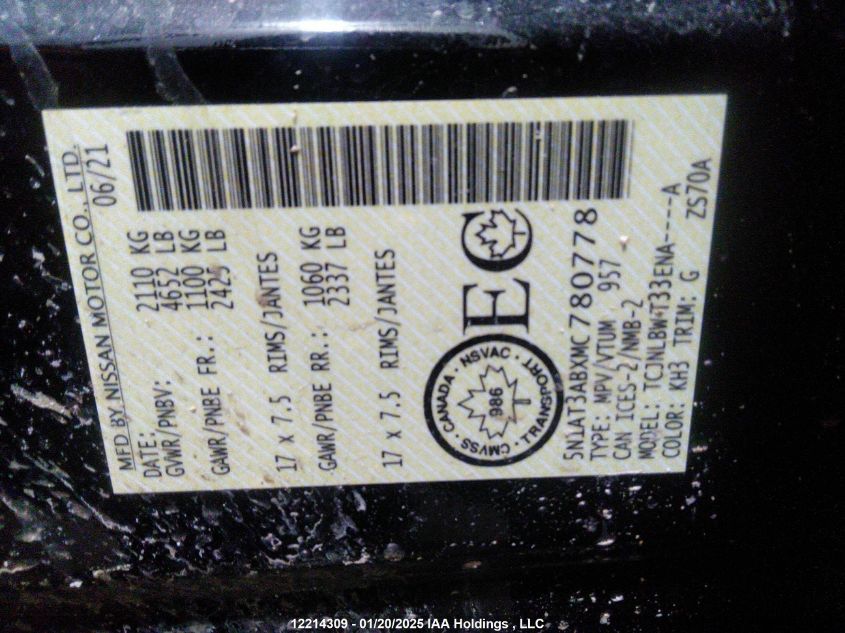 MFD BY NISSAN MOTOR CO., LTD.
DATE: 06/21
GVWR/PNBV: 2110 KG
4652 LB
GAWR/PNBE FR.: 1100 KG
2425 LB
17 x 7.5 RIMS/JANTES
GAWR/PNBE RR.: 1060 KG
2337 LB
17 x 7.5 RIMS/JANTES
CANADA · NSVAC · TRANSPORT · CMVSS ·
986
EC
5N1AT3ABXMC780778
TYPE: MPV/VTUM 957
CAN ICES-2/NMB-2
MODEL: TCJNLBW-T33ENA----A
COLOR: KH3 TRIM: G ZS70A
12214309 - 01/20/2025 IAA Holdings , LLC